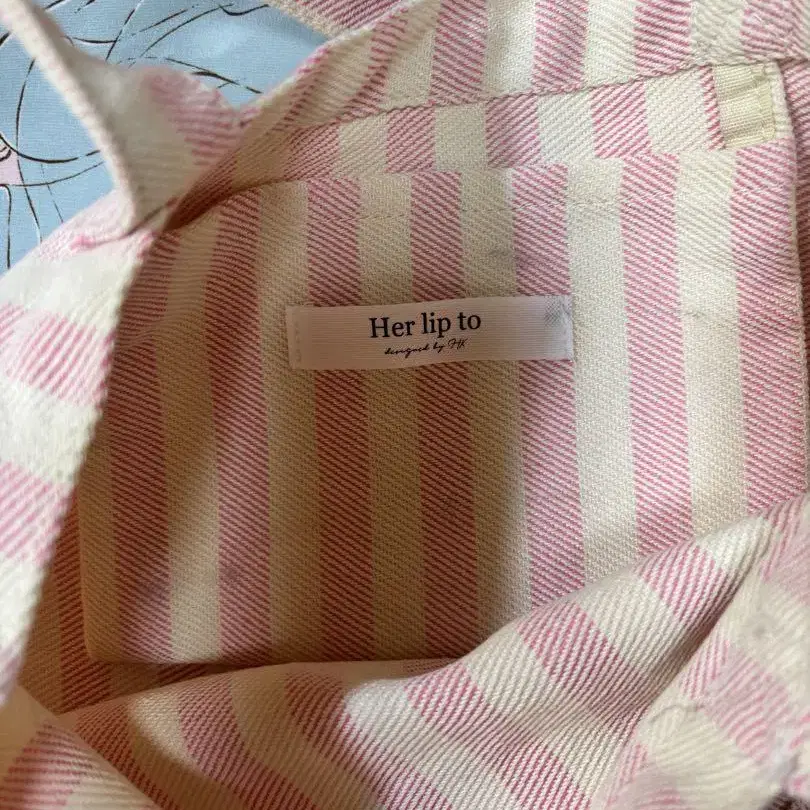 Her lip to
designed by HK